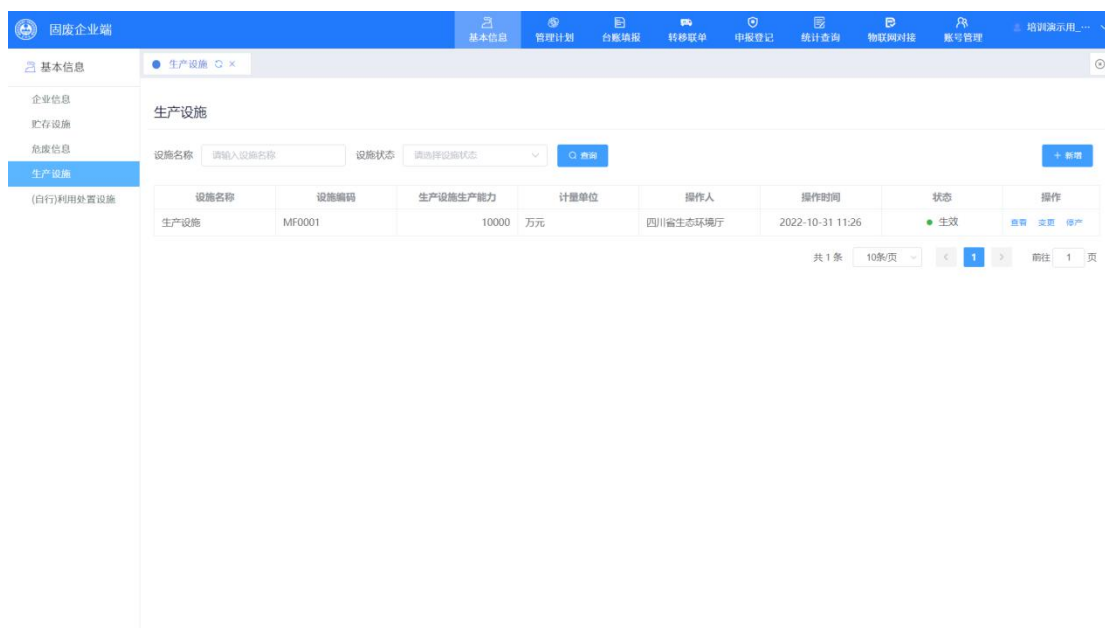 固废企业端
基本信息 管理计划 台账填报 转移联单 申报登记 统计查询 物联网对接 账号管理 培训演示用_...
基本信息
生产设施
企业信息
贮存设施
危废信息
生产设施
(自行)利用处置设施
生产设施
设施名称 请输入设施名称 设施状态 请选择设施状态 查询 + 新增
设施名称 设施编码 生产设施生产能力 计量单位 操作人 操作时间 状态 操作
生产设施 MF0001 10000 万元 四川省生态环境厅 2022-10-31 11:26 生效 查看 变更 停产
共 1 条 10条/页 < 1 > 前往 1 页